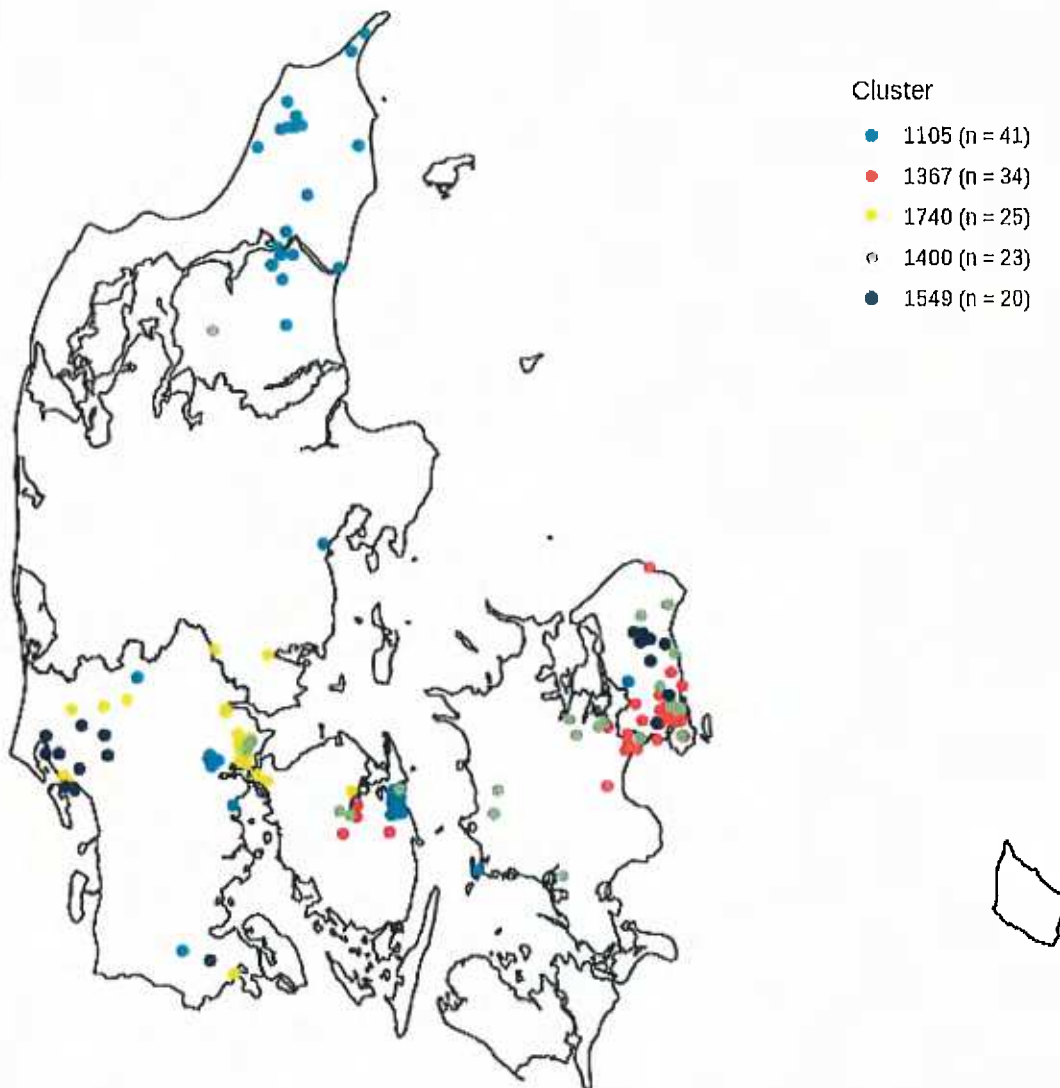 Cluster
1105 (n = 41)
1367 (n = 34)
1740 (n = 25)
1400 (n = 23)
1549 (n = 20)